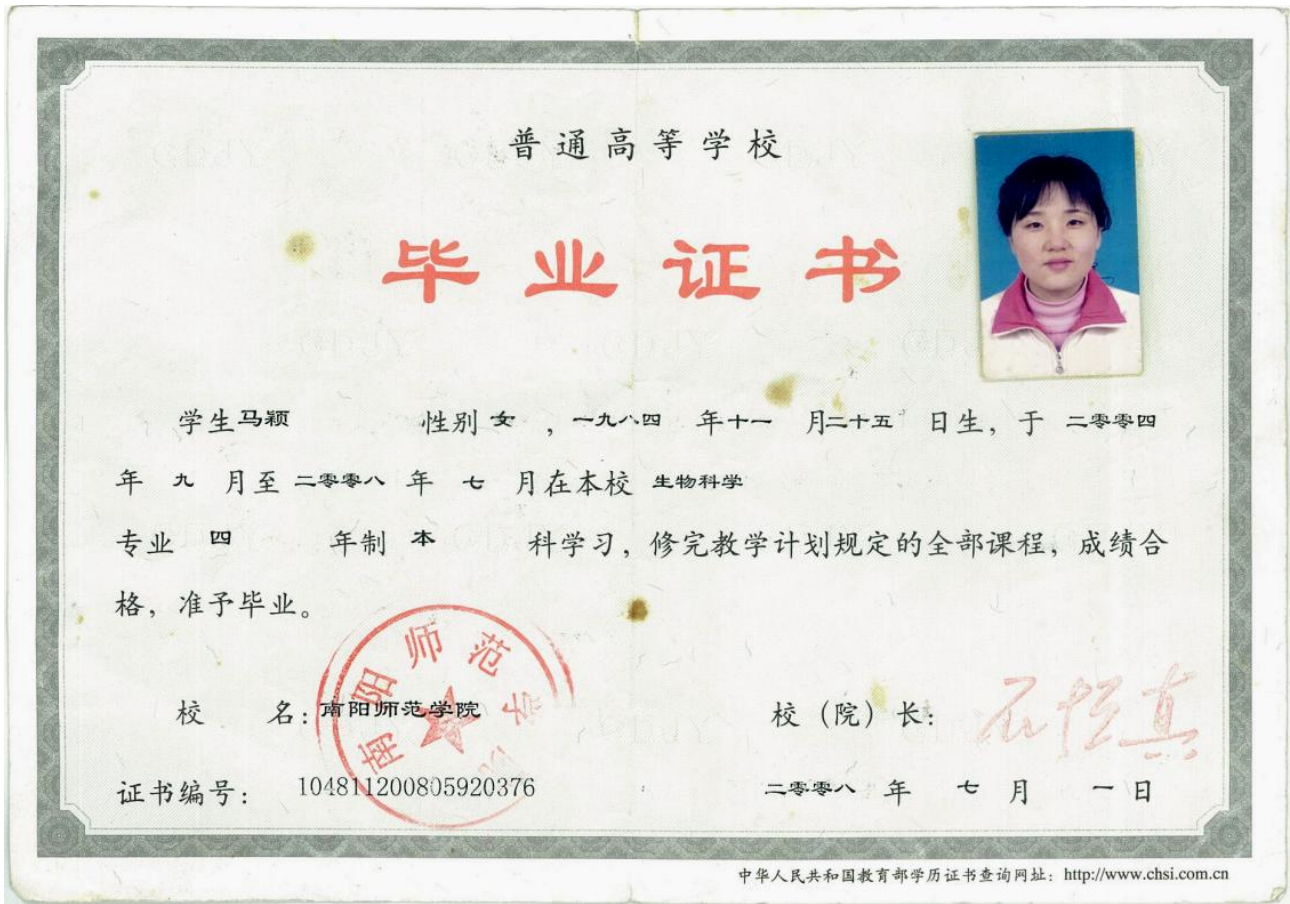 普通高等学校
毕业证书
学生马颖 性别 女 ，一九八四 年十一 月二十五 日生，于 二零零四
年 九 月至 二零零八 年 七 月在本校 生物科学
专业 四 年制 本 科学习，修完教学计划规定的全部课程，成绩合
格，准予毕业。
南阳师范学院
校 名：南阳师范学院 校（院）长：
证书编号： 104811200805920376 二零零八 年 七 月 一 日
中华人民共和国教育部学历证书查询网址：http://www.chsi.com.cn